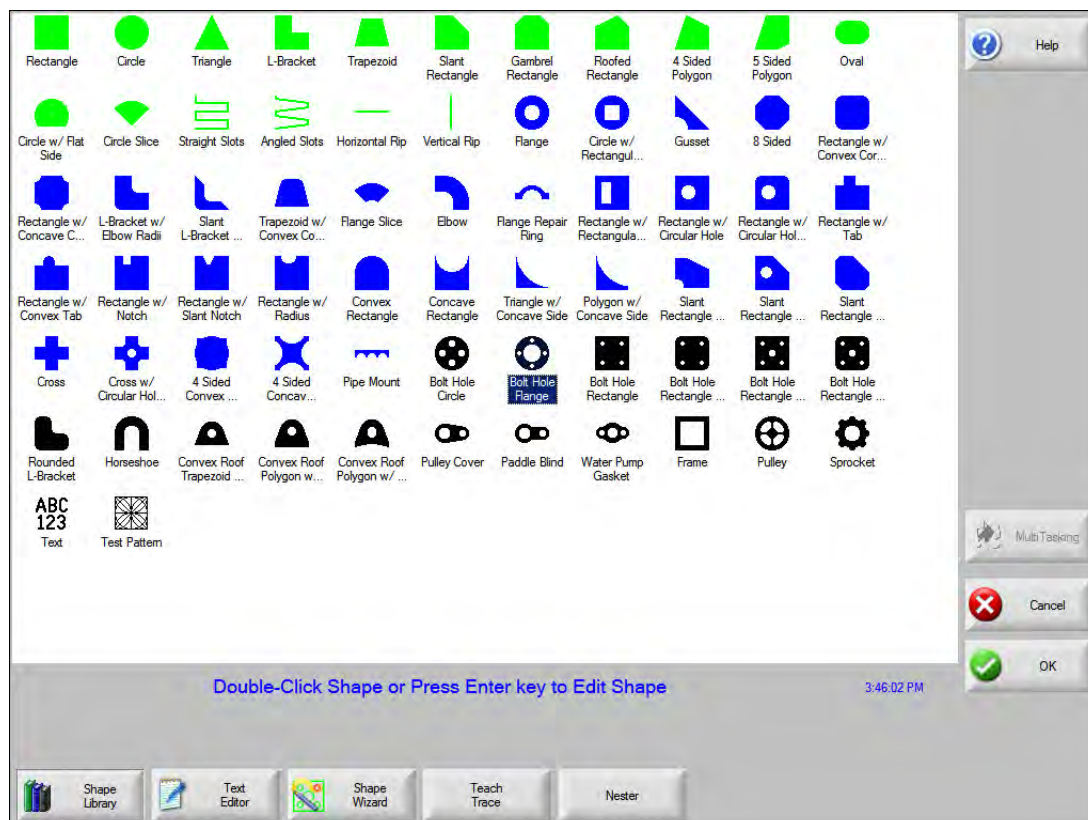 Rectangle Circle Triangle L-Bracket Trapezoid Slant Gambrel Roofed 4 Sided 5 Sided Oval
Rectangle Rectangle Rectangle Polygon Polygon
Help
Circle w/ Flat Circle Slice Straight Slots Angled Slots Horizontal Rip Vertical Rip Flange Circle w/ Gusset 8 Sided Rectangle w/
Side Rectangul... Convex Cor...
Rectangle w/ L-Bracket w/ Slant Trapezoid w/ Flange Slice Elbow Flange Repair Rectangle w/ Rectangle w/ Rectangle w/ Rectangle w/
Concave C... Elbow Radii L-Bracket ... Convex Co... Ring Rectangula... Circular Hole Circular Hol... Tab
Rectangle w/ Rectangle w/ Rectangle w/ Rectangle w/ Convex Concave Triangle w/ Polygon w/ Slant Slant Slant
Convex Tab Notch Slant Notch Radius Rectangle Rectangle Concave Side Concave Side Rectangle ... Rectangle ... Rectangle ...
Cross Cross w/ 4 Sided 4 Sided Pipe Mount Bolt Hole Bolt Hole Bolt Hole Bolt Hole Bolt Hole Bolt Hole
Circular Hol... Convex ... Concav... Circle Flange Rectangle Rectangle ... Rectangle ... Rectangle ...
Rounded Horseshoe Convex Roof Convex Roof Convex Roof Pulley Cover Paddle Blind Water Pump Frame Pulley Sprocket
L-Bracket Trapezoid ... Polygon w... Polygon w/ ... Gasket
ABC
123
Text Test Pattern
MultiTasking
Cancel
OK
Double-Click Shape or Press Enter key to Edit Shape
3:46:02 PM
Shape Text Shape Teach Nester
Library Editor Wizard Trace